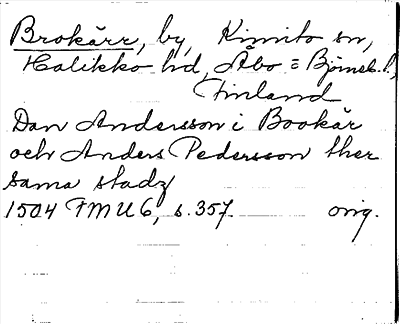 Brokärr, by, Kimito sn,
Halikko hd, Åbo = Björneb. l.,
Finland
Dan Andersson i Bookär
och Anders Pedersson ther
sama stadz
1504 FMU 6, s. 357. orig.